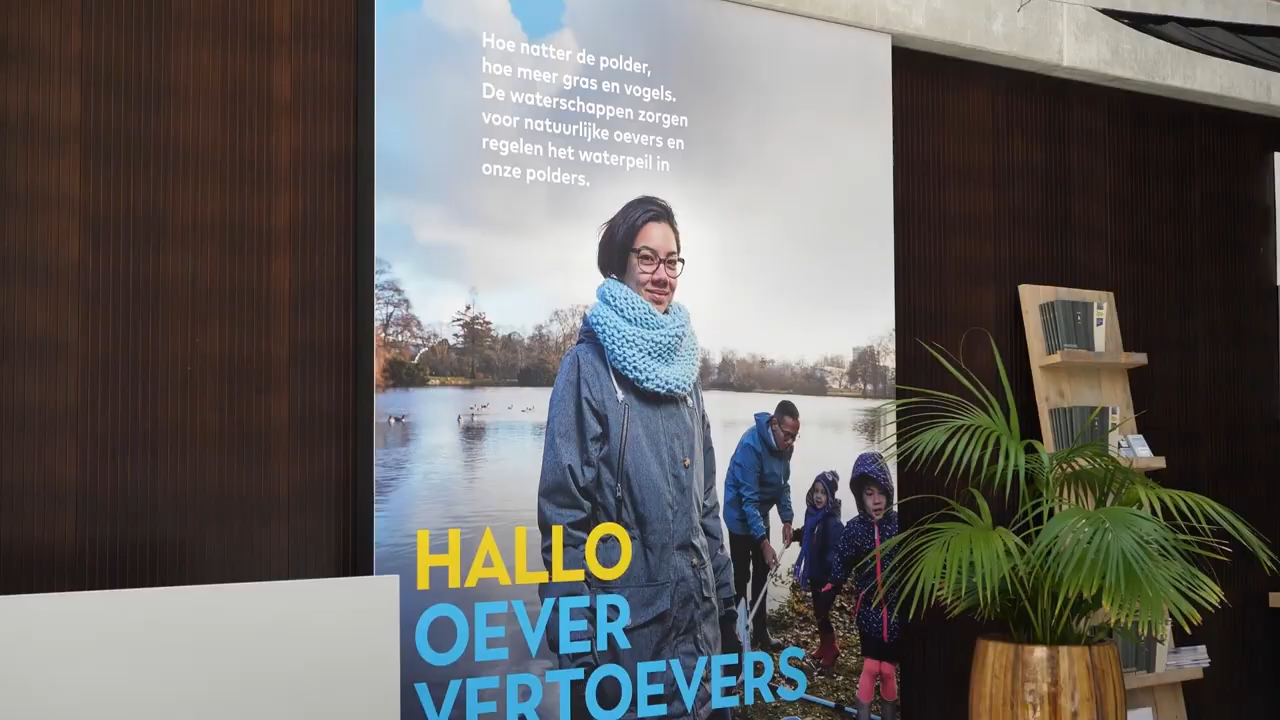 Hoe natter de polder,
hoe meer gras en vogels.
De waterschappen zorgen
voor natuurlijke oevers en
regelen het waterpeil in
onze polders.
HALLO
OEVER
VERTOEVERS